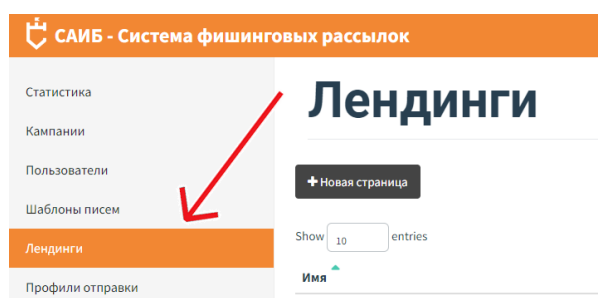 САИБ - Система фишинговых рассылок
Статистика
Кампании
Пользователи
Шаблоны писем
Лендинги
Профили отправки
Лендинги
+ Новая страница
Show 10 entries
Имя